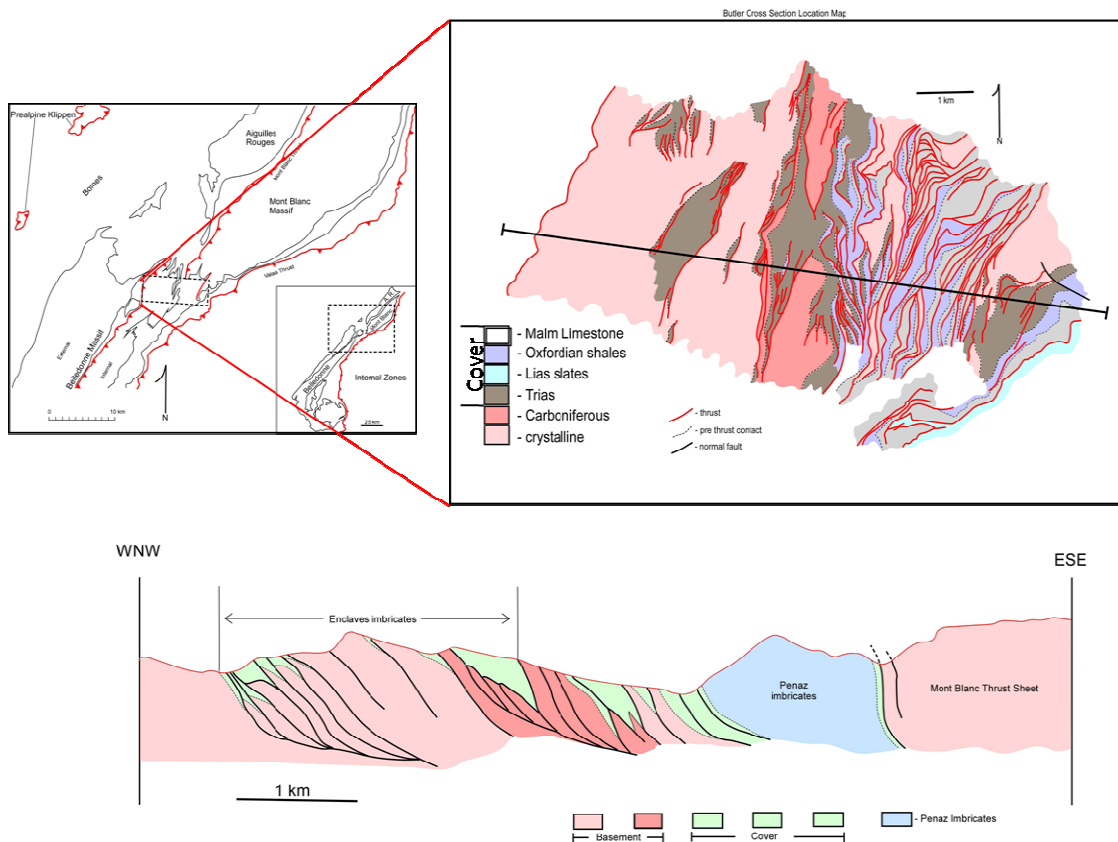 Butler Cross Section Location Map
Prealpine Klippen
Aiguilles
Rouges
Mont Blanc Thrust
Bornes
Mont Blanc
Massif
Valais Thrust
External
Belledonne Massif
Internal
0
10 km
N
Mont Blanc
Belledonne
Internal Zones
1 km
N
Cover
- Malm Limestone
- Oxfordian shales
- Lias slates
- Trias
- Carboniferous
- crystalline
- thrust
- pre thrust contact
- normal fault
WNW
ESE
Enclaves imbricates
Penaz
imbricates
Mont Blanc Thrust Sheet
1 km
- Penaz Imbricates
Basement
Cover